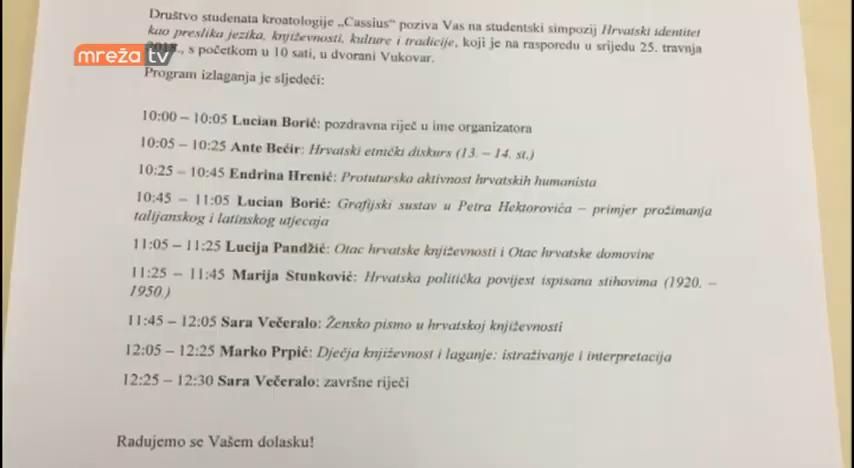 Društvo studenata kroatologije „Cassius“ poziva Vas na studentski simpozij Hrvatski identitet
kao preslika jezika, književnosti, kulture i tradicije, koji je na rasporedu u srijedu 25. travnja
2018., s početkom u 10 sati, u dvorani Vukovar.
mreža tv
Program izlaganja je sljedeći:
10:00 – 10:05 Lucian Borić: pozdravna riječ u ime organizatora
10:05 – 10:25 Ante Bećir: Hrvatski etnički diskurs (13. – 14. st.)
10:25 – 10:45 Endrina Hrenić: Protuturska aktivnost hrvatskih humanista
10:45 – 11:05 Lucian Borić: Grafijski sustav u Petra Hektorovića – primjer prožimanja
talijanskog i latinskog utjecaja
11:05 – 11:25 Lucija Pandžić: Otac hrvatske književnosti i Otac hrvatske domovine
11:25 – 11:45 Marija Stunković: Hrvatska politička povijest ispisana stihovima (1920. –
1950.)
11:45 – 12:05 Sara Večeralo: Žensko pismo u hrvatskoj književnosti
12:05 – 12:25 Marko Prpić: Dječja književnost i laganje: istraživanje i interpretacija
12:25 – 12:30 Sara Večeralo: završne riječi
Radujemo se Vašem dolasku!